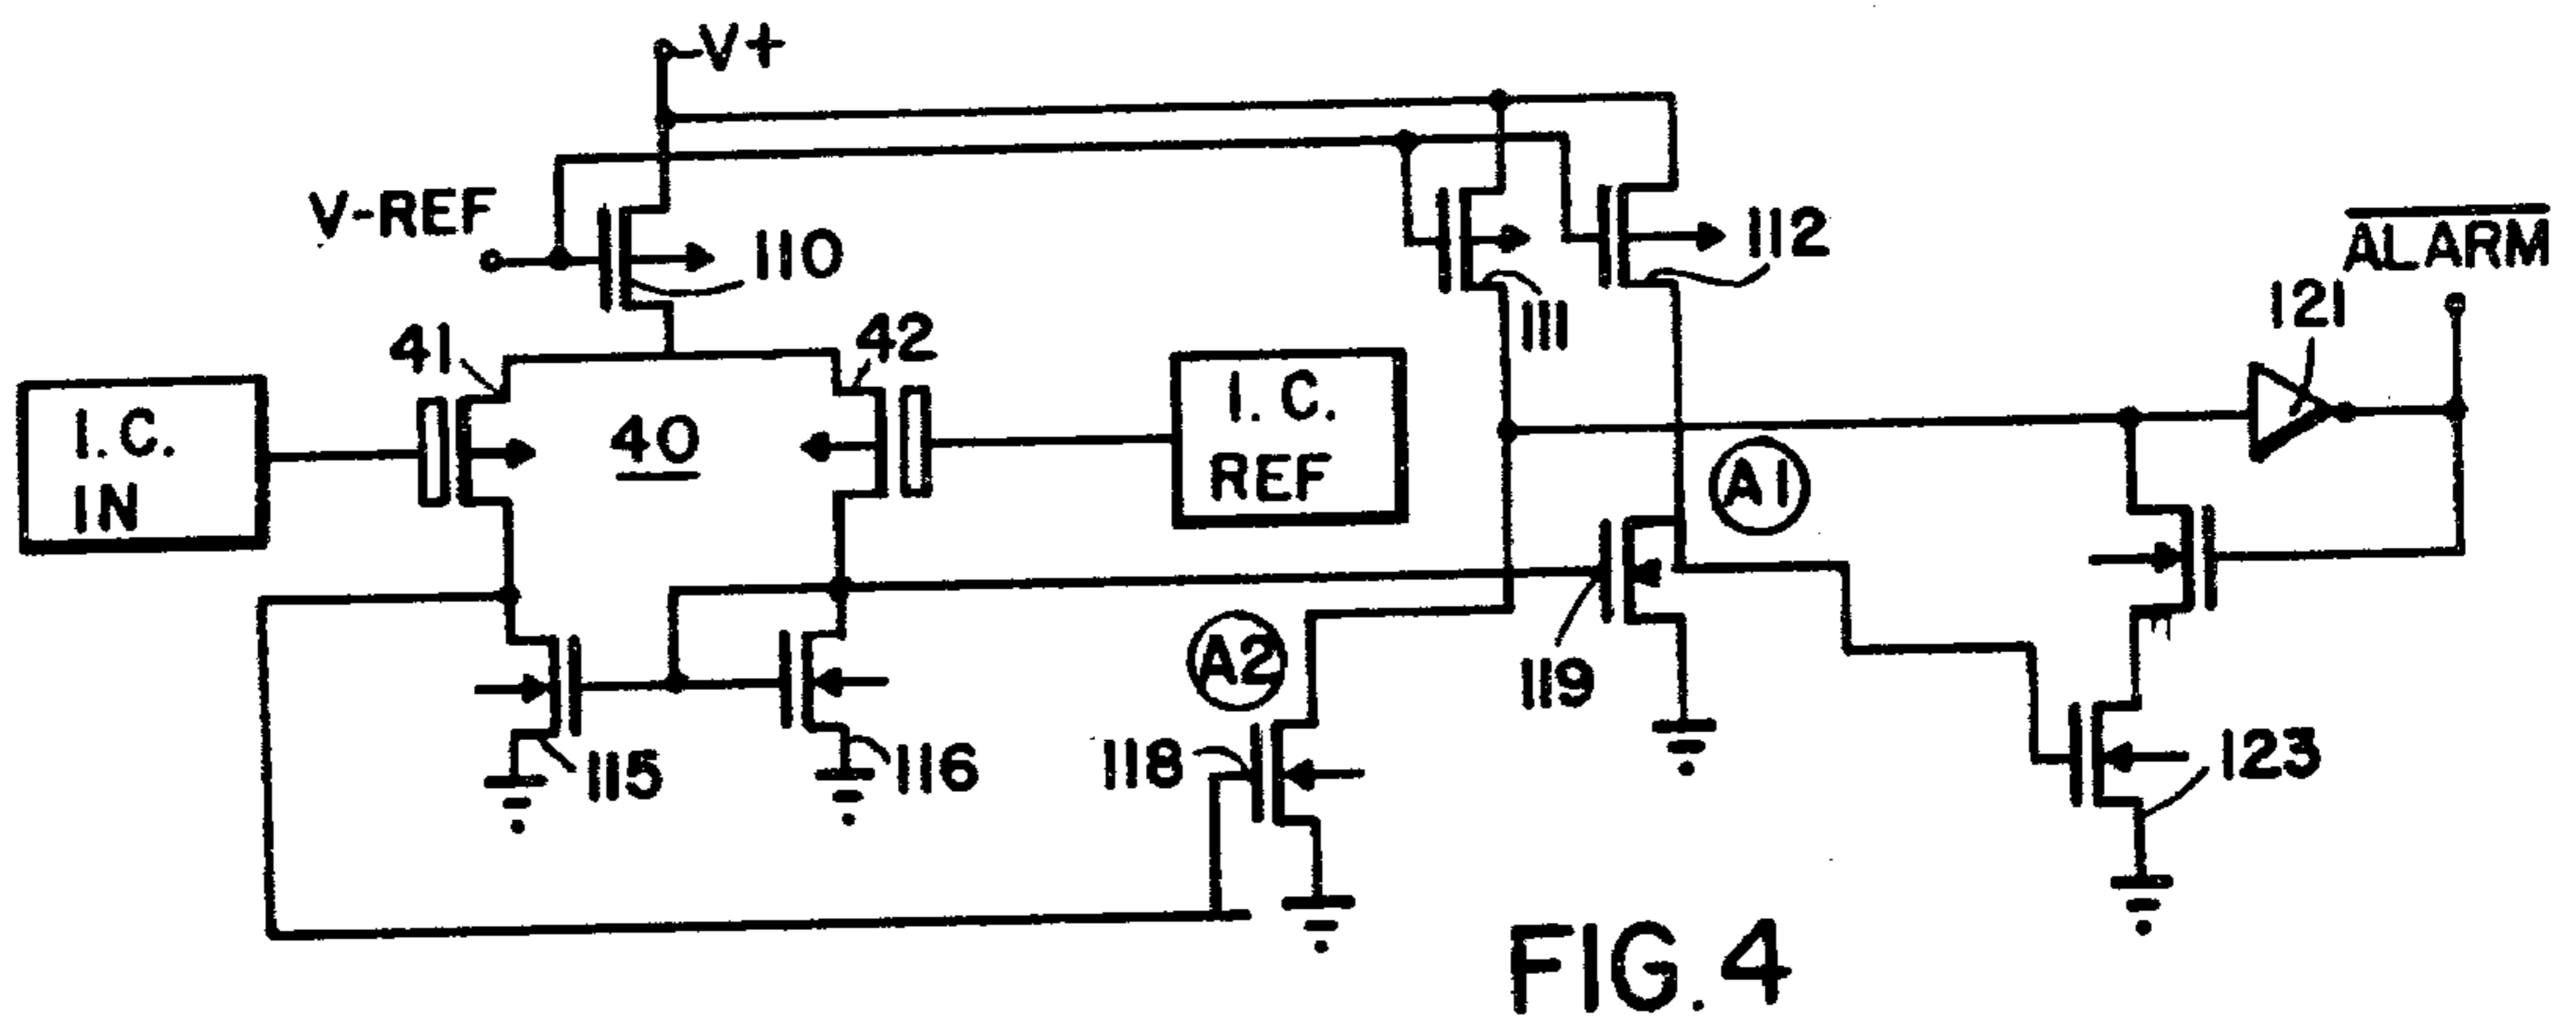 V+
V-REF
110
111
112
ALARM
121
41
42
40
I.C.
IN
I.C.
REF
A1
A2
119
115
116
118
123
FIG.4